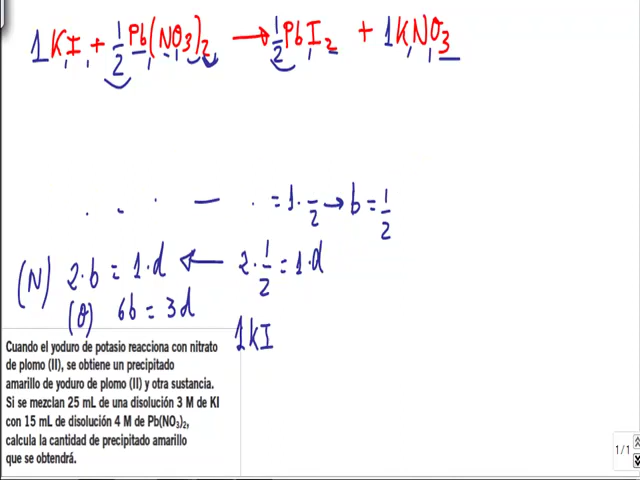 1KI + 1/2 Pb(NO3)2 → 1/2 PbI2 + 1KNO3
= 1· /2 → b = 1/2
(N) 2·b = 1·d ← 2·1/2 = 1·d
(O) 6b = 3d
1KI
Cuando el yoduro de potasio reacciona con nitrato
de plomo (II), se obtiene un precipitado
amarillo de yoduro de plomo (II) y otra sustancia.
Si se mezclan 25 mL de una disolución 3 M de KI
con 15 mL de disolución 4 M de Pb(NO3)2,
calcula la cantidad de precipitado amarillo
que se obtendrá.
1/1